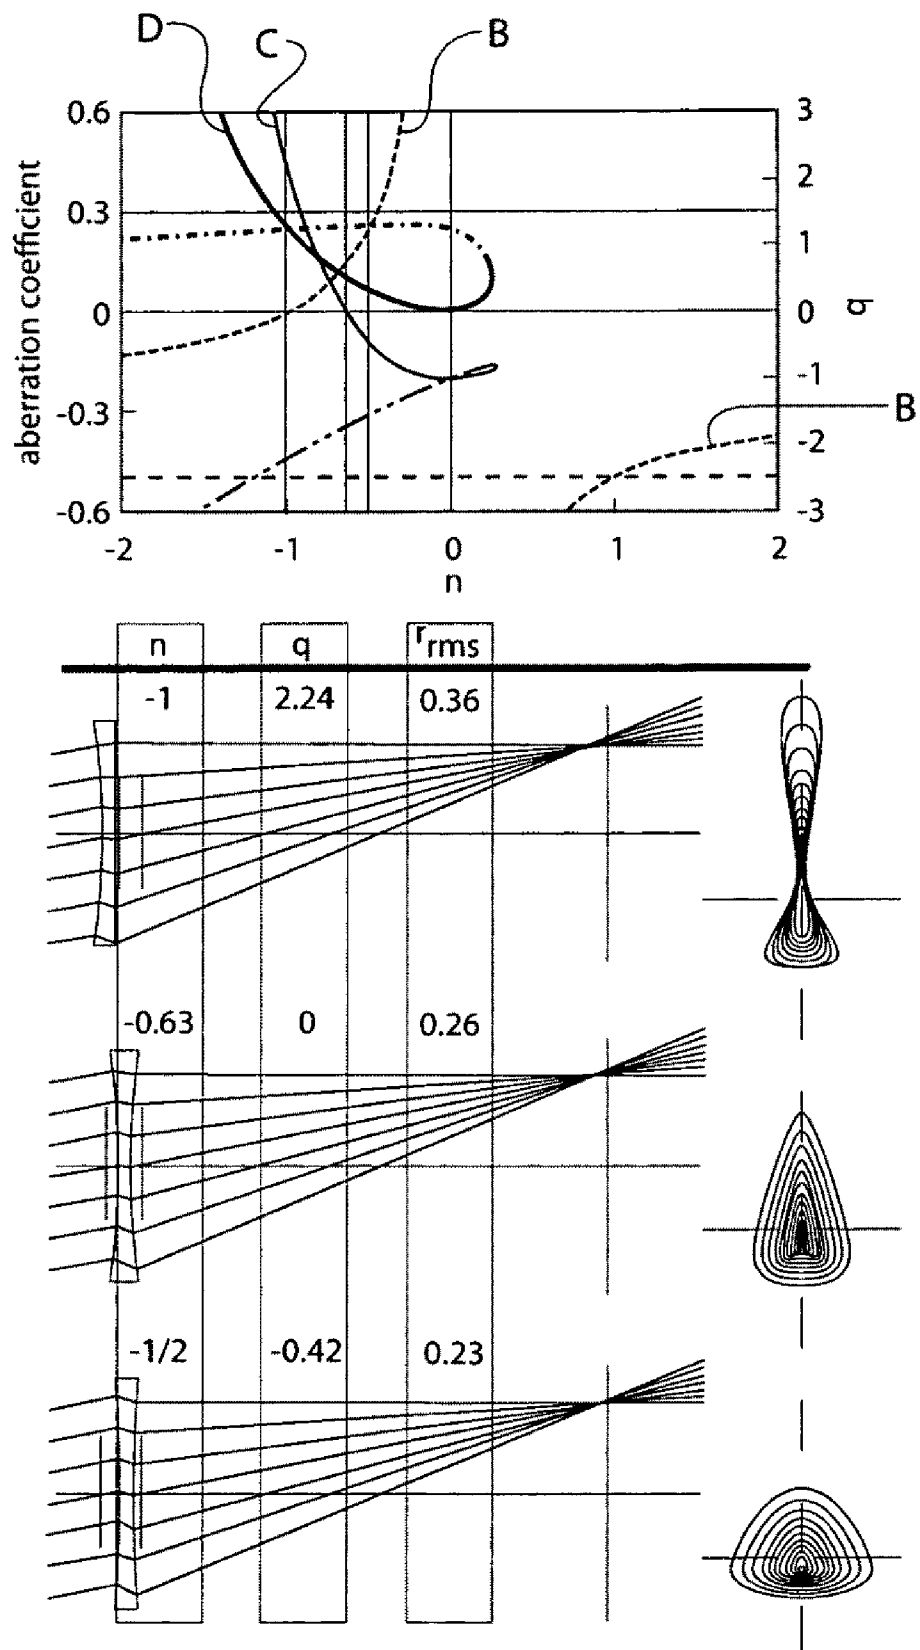 D C B
0.6 3
2
0.3 1
0 0
-1
-0.3 B
-2
-0.6 -3
-2 -1 0 1 2
n
aberration coefficient
q
n q rrms
-1 2.24 0.36
-0.63 0 0.26
-1/2 -0.42 0.23